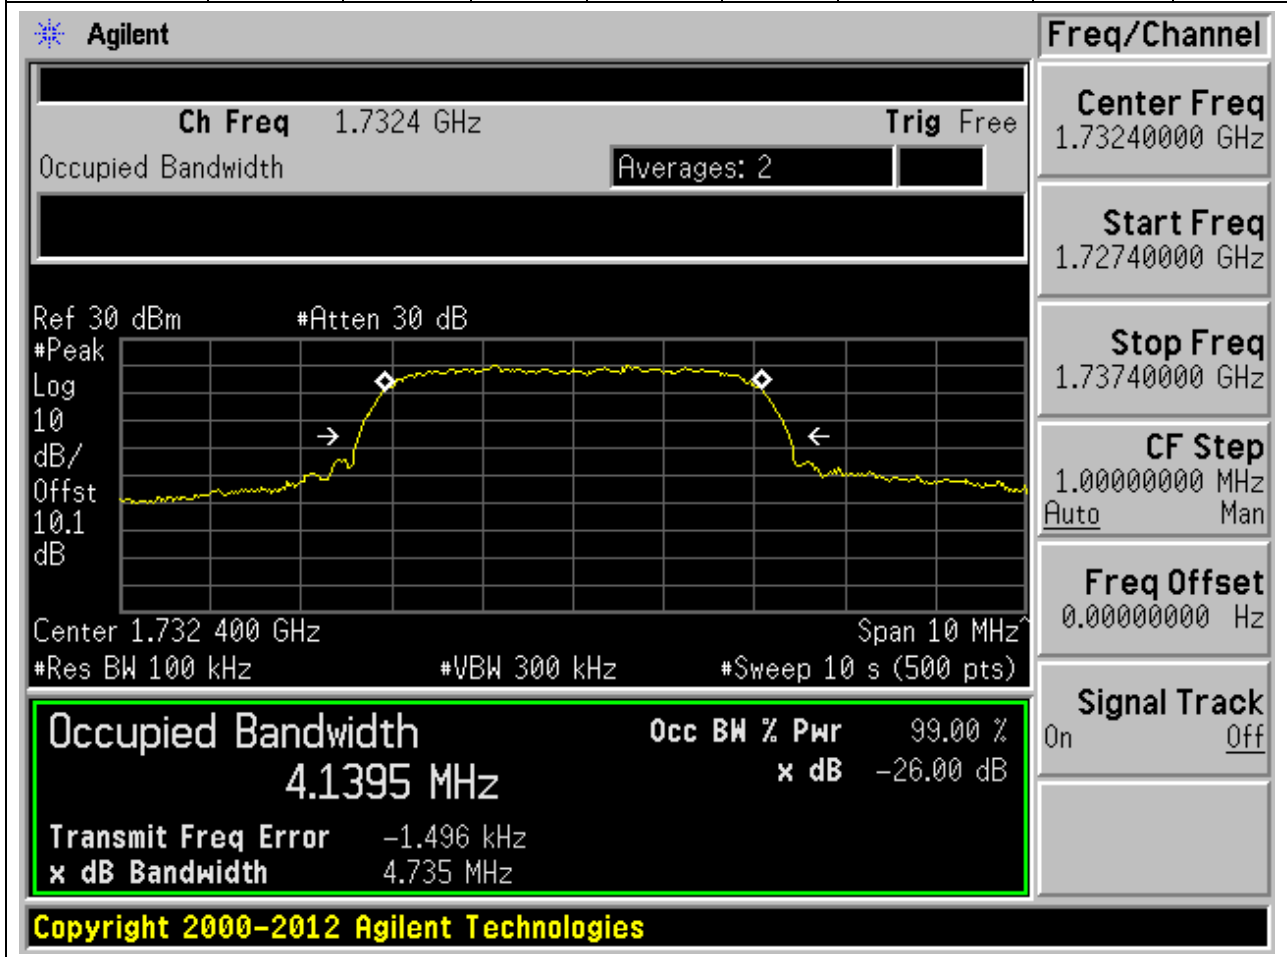 Agilent
Freq/Channel
Ch Freq 1.7324 GHz Trig Free
Occupied Bandwidth Averages: 2
Center Freq
1.73240000 GHz
Start Freq
1.72740000 GHz
Stop Freq
1.73740000 GHz
CF Step
1.00000000 MHz
Auto Man
Freq Offset
0.00000000 Hz
Signal Track
On Off
Ref 30 dBm #Atten 30 dB
#Peak
Log
10
dB/
Offst
10.1
dB
Center 1.732 400 GHz Span 10 MHz^
#Res BW 100 kHz #VBW 300 kHz #Sweep 10 s (500 pts)
Occupied Bandwidth Occ BW % Pwr 99.00 %
4.1395 MHz x dB -26.00 dB
Transmit Freq Error -1.496 kHz
x dB Bandwidth 4.735 MHz
Copyright 2000-2012 Agilent Technologies